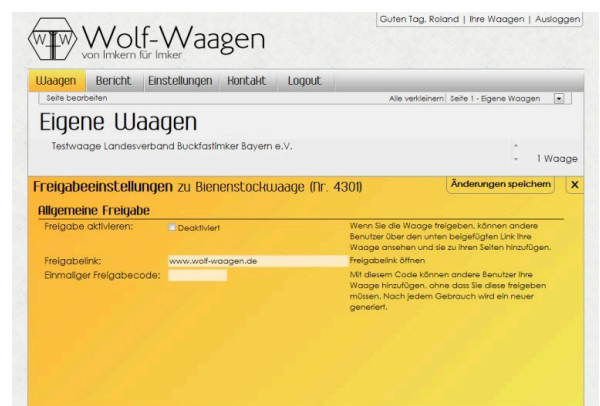 Guten Tag, Roland | Ihre Waagen | Ausloggen
W W Wolf-Waagen
von Imkern für Imker
Waagen Bericht Einstellungen Kontakt Logout
Seite bearbeiten Alle verkleinern Seite 1 - Eigene Waagen
Eigene Waagen
Testwaage Landesverband Buckfastimker Bayern e.V.
1 Waage
Freigabeeinstellungen zu Bienenstockwaage (Nr. 4301) Änderungen speichern X
Allgemeine Freigabe
Freigabe aktivieren: Deaktiviert Wenn Sie die Waage freigeben, können andere
Benutzer über den unten beigefügten Link Ihre
Waage ansehen und sie zu ihren Seiten hinzufügen.
Freigabelink: www.wolf-waagen.de Freigabelink öffnen
Einmaliger Freigabecode: Mit diesem Code können andere Benutzer Ihre
Waage hinzufügen, ohne dass Sie diese freigeben
müssen. Nach jedem Gebrauch wird ein neuer
generiert.